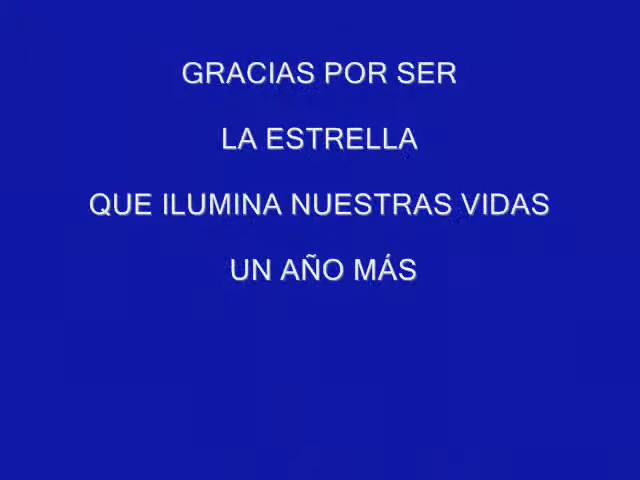 GRACIAS POR SER
LA ESTRELLA
QUE ILUMINA NUESTRAS VIDAS
UN AÑO MÁS